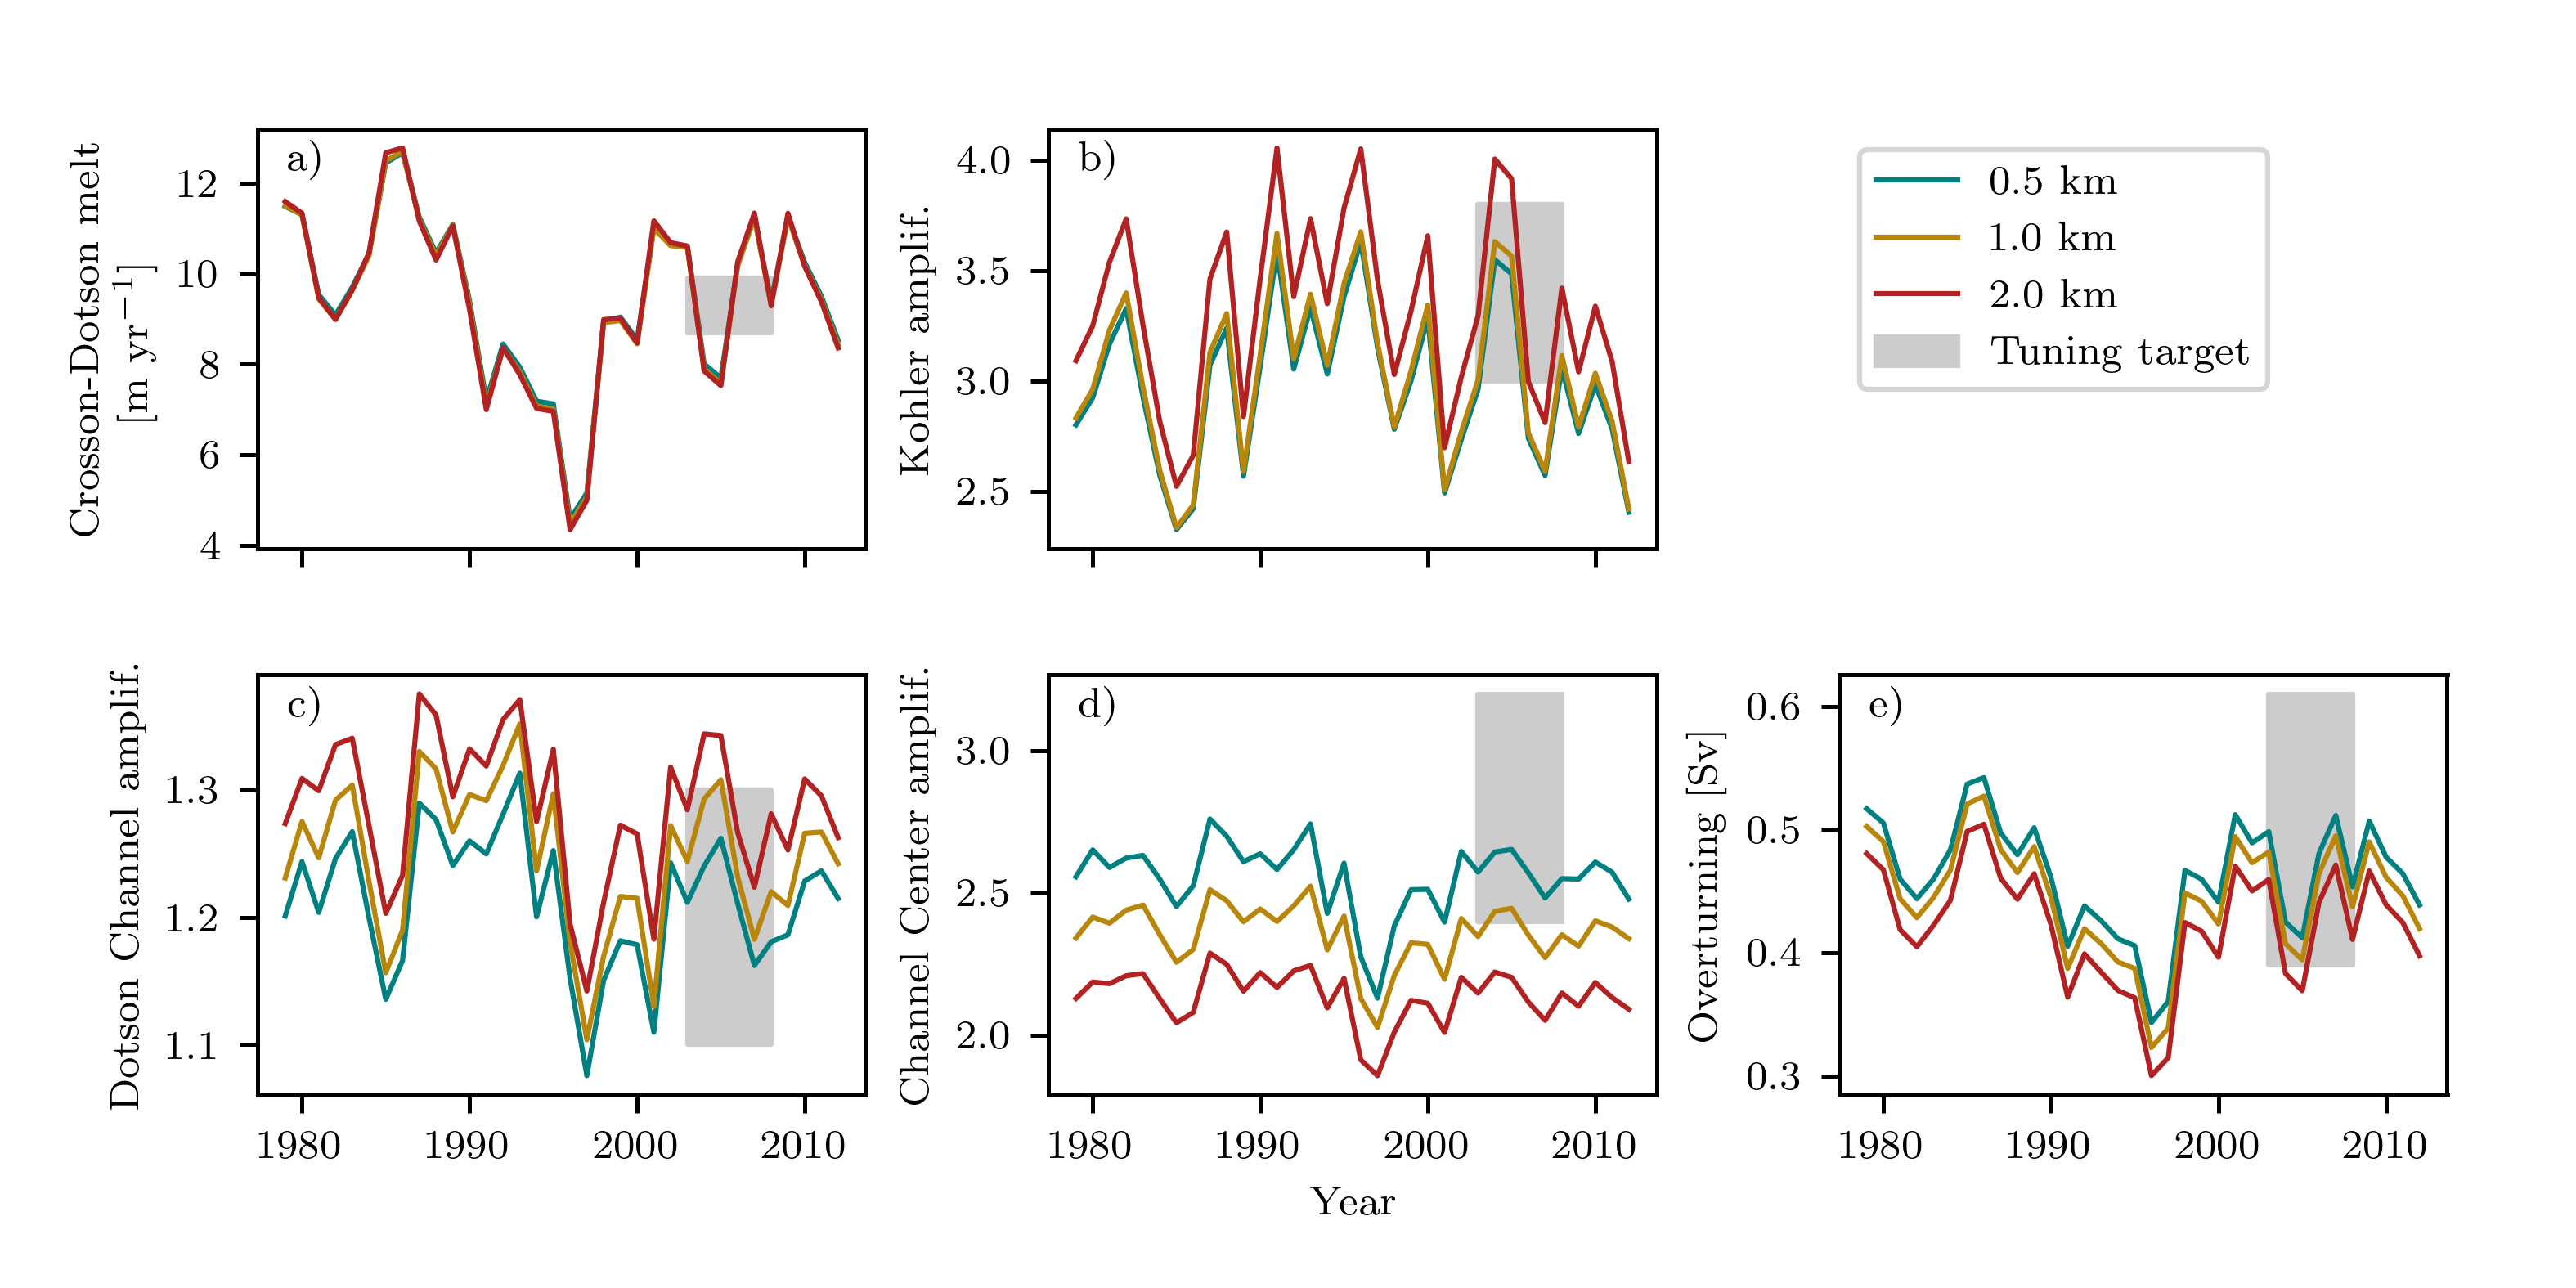 a)
Crosson-Dotson melt
[m yr⁻¹]
12
10
8
6
4
b)
Kohler amplif.
4.0
3.5
3.0
2.5
0.5 km
1.0 km
2.0 km
Tuning target
c)
Dotson Channel amplif.
1.3
1.2
1.1
1980 1990 2000 2010
d)
Channel Center amplif.
3.0
2.5
2.0
1980 1990 2000 2010
e)
Overturning [Sv]
0.6
0.5
0.4
0.3
1980 1990 2000 2010
Year